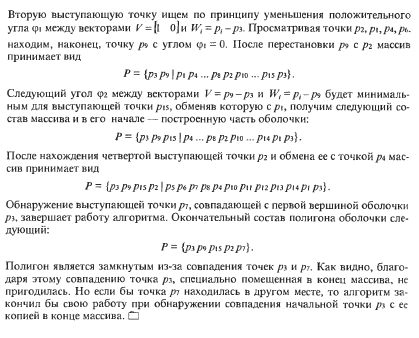 Вторую выступающую точку ищем по принципу уменьшения положительного
угла φ₁ между векторами V = [1 0] и Wᵢ = pᵢ - p₃. Просматривая точки p₂, p₁, p₄, p₆.
находим, наконец, точку p₉ с углом φ₁ = 0. После перестановки p₉ с p₂ массив
принимает вид
P = {p₃ p₉ | p₁ p₄ ... p₈ p₂ p₁₀ ... p₁₅ p₃}.
Следующий угол φ₂ между векторами V = p₉ - p₃ и Wᵢ = pᵢ - p₉ будет минималь-
ным для выступающей точки p₁₅, обменяв которую с p₁, получим следующий со-
став массива и в его начале — построенную часть оболочки:
P = {p₃ p₉ p₁₅ | p₄ ... p₈ p₂ p₁₀ ... p₁₄ p₁ p₃}.
После нахождения четвертой выступающей точки p₂ и обмена ее с точкой p₄ мас-
сив принимает вид
P = {p₃ p₉ p₁₅ p₂ | p₅ p₆ p₇ p₈ p₄ p₁₀ p₁₁ p₁₂ p₁₃ p₁₄ p₁ p₃}.
Обнаружение выступающей точки p₇, совпадающей с первой вершиной оболочки
p₃, завершает работу алгоритма. Окончательный состав полигона оболочки сле-
дующий:
P = {p₃ p₉ p₁₅ p₂ p₇}.
Полигон является замкнутым из-за совпадения точек p₃ и p₇. Как видно, благо-
даря этому совпадению точка p₃, специально помещенная в конец массива, не
пригодилась. Но если бы точка p₇ находилась в другом месте, то алгоритм за-
кончил бы свою работу при обнаружении совпадения начальной точки p₃ с ее
копией в конце массива.